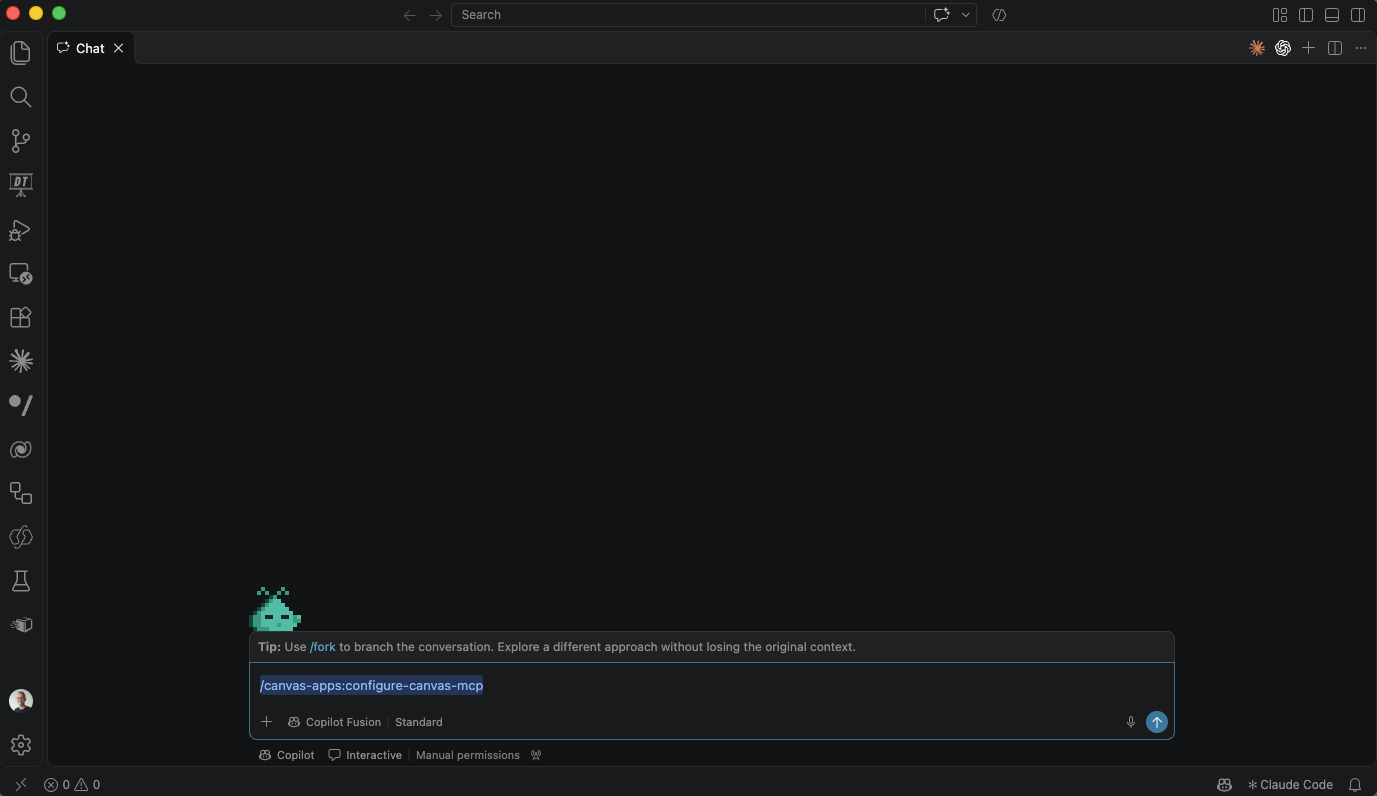 Search
Chat
DT
Tip: Use /fork to branch the conversation. Explore a different approach without losing the original context.
/canvas-apps:configure-canvas-mcp
Copilot Fusion Standard
Copilot Interactive Manual permissions
0 0 Claude Code